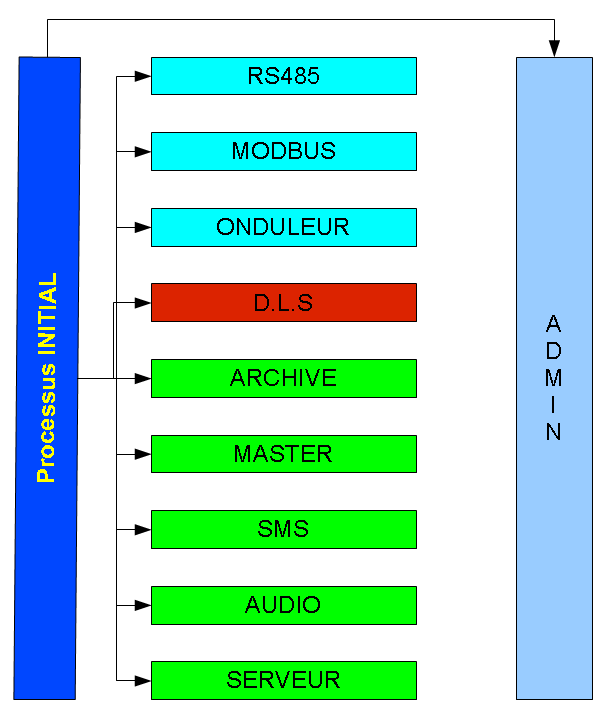 Processus INITIAL
RS485
MODBUS
ONDULEUR
D.L.S
ARCHIVE
MASTER
SMS
AUDIO
SERVEUR
A
D
M
I
N